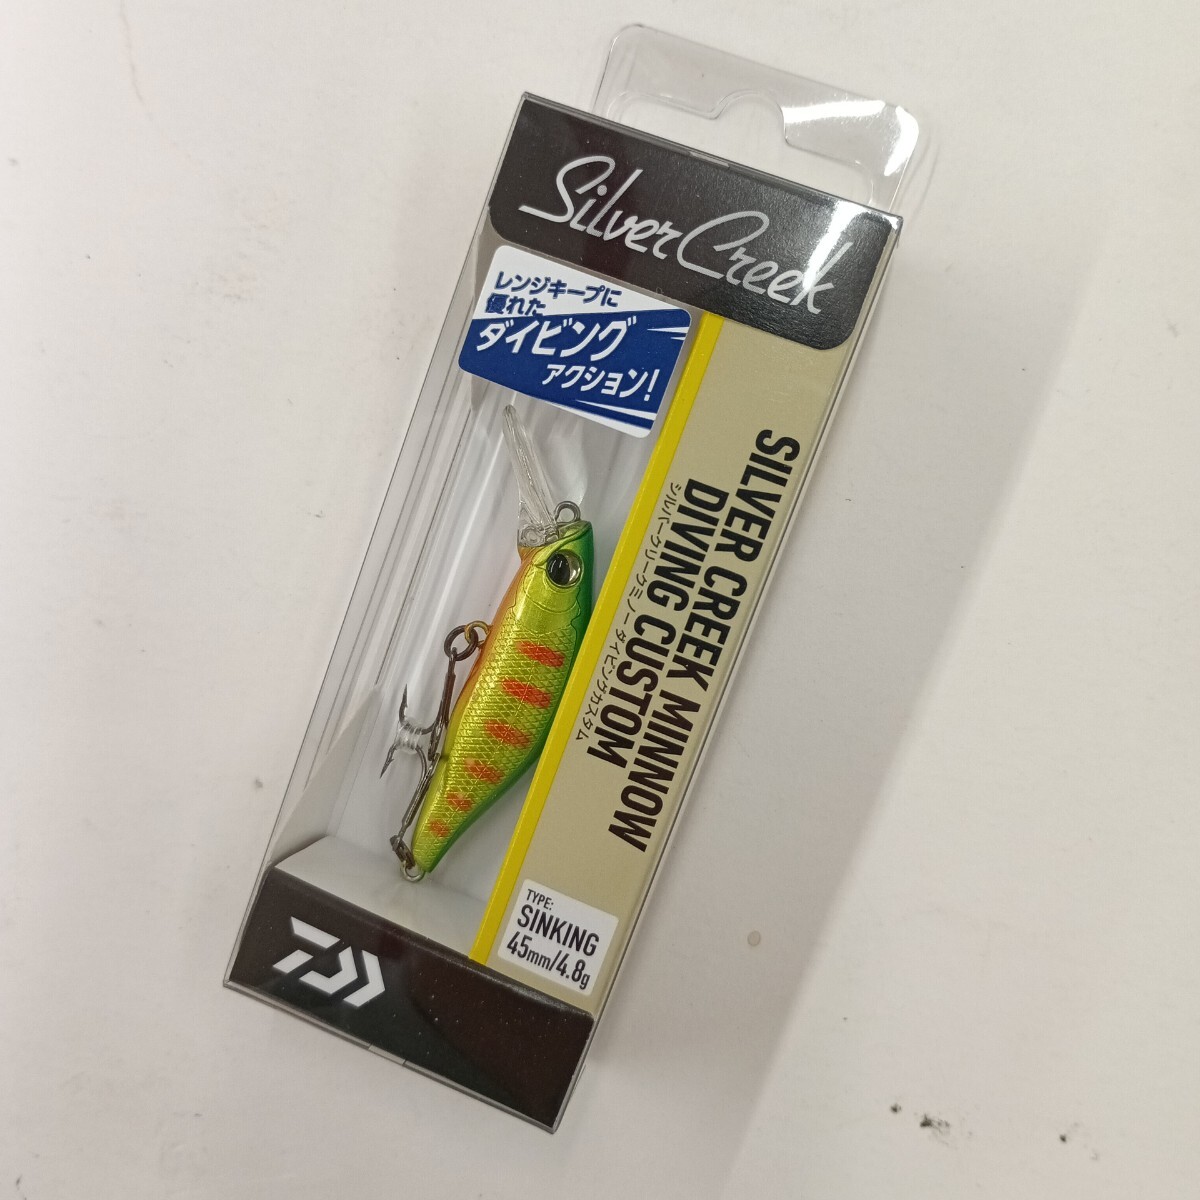 Silver Creek
レンジキープに
優れた
ダイビング
アクション!
SILVER CREEK MINNOW
シルバークリークミノー ダイビングカスタム
DIVING CUSTOM
TYPE:
SINKING
45mm/4.8g